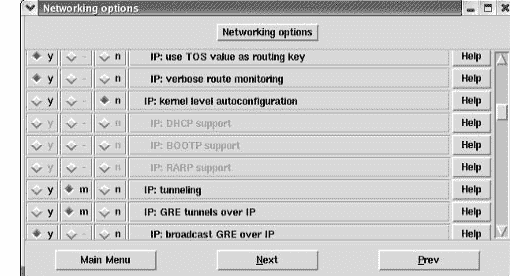 Networking options
Networking options
y - n IP: use TOS value as routing key Help
y - n IP: verbose route monitoring Help
y - n IP: kernel level autoconfiguration Help
y - n IP: DHCP support Help
y - n IP: BOOTP support Help
y - n IP: RARP support Help
y m n IP: tunneling Help
y m n IP: GRE tunnels over IP Help
y - n IP: broadcast GRE over IP Help
Main Menu Next Prev